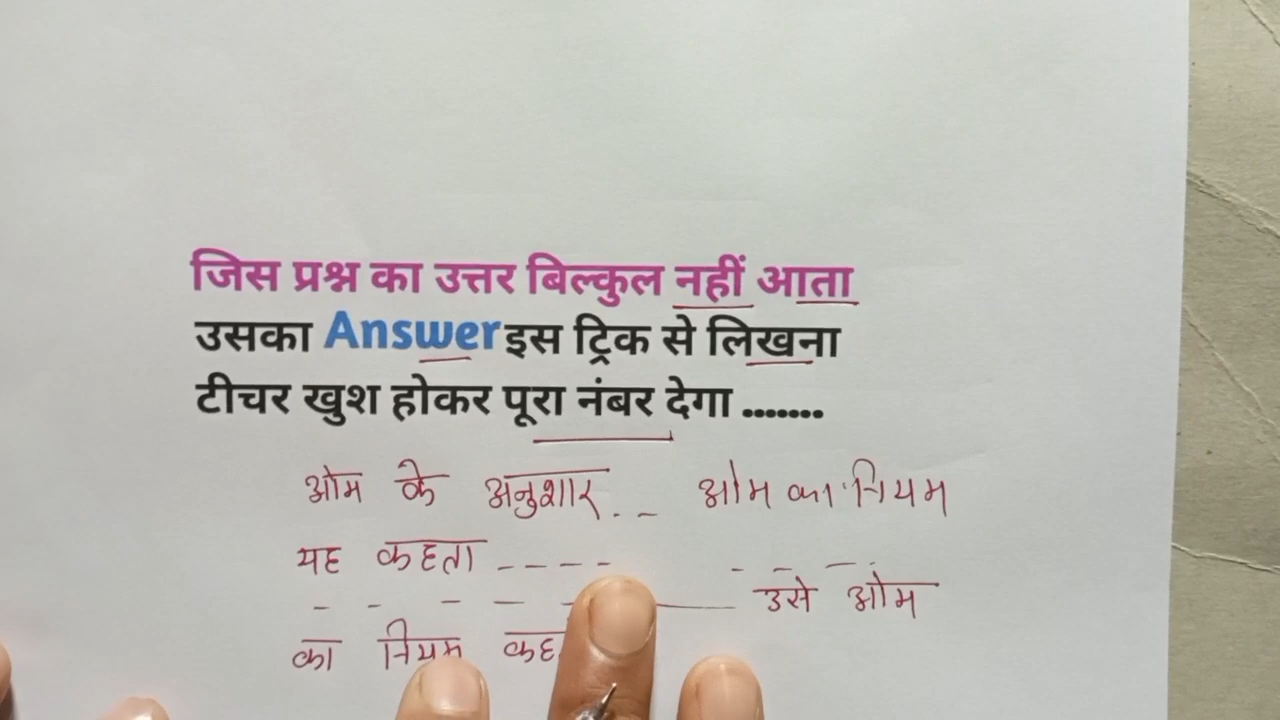 जिस प्रश्न का उत्तर बिल्कुल नहीं आता
उसका Answer इस ट्रिक से लिखना
टीचर खुश होकर पूरा नंबर देगा .......
ओम के अनुशार .. ओम का नियम
यह कहता ---- ----
- - - - - — उसे ओम
का नियम कह